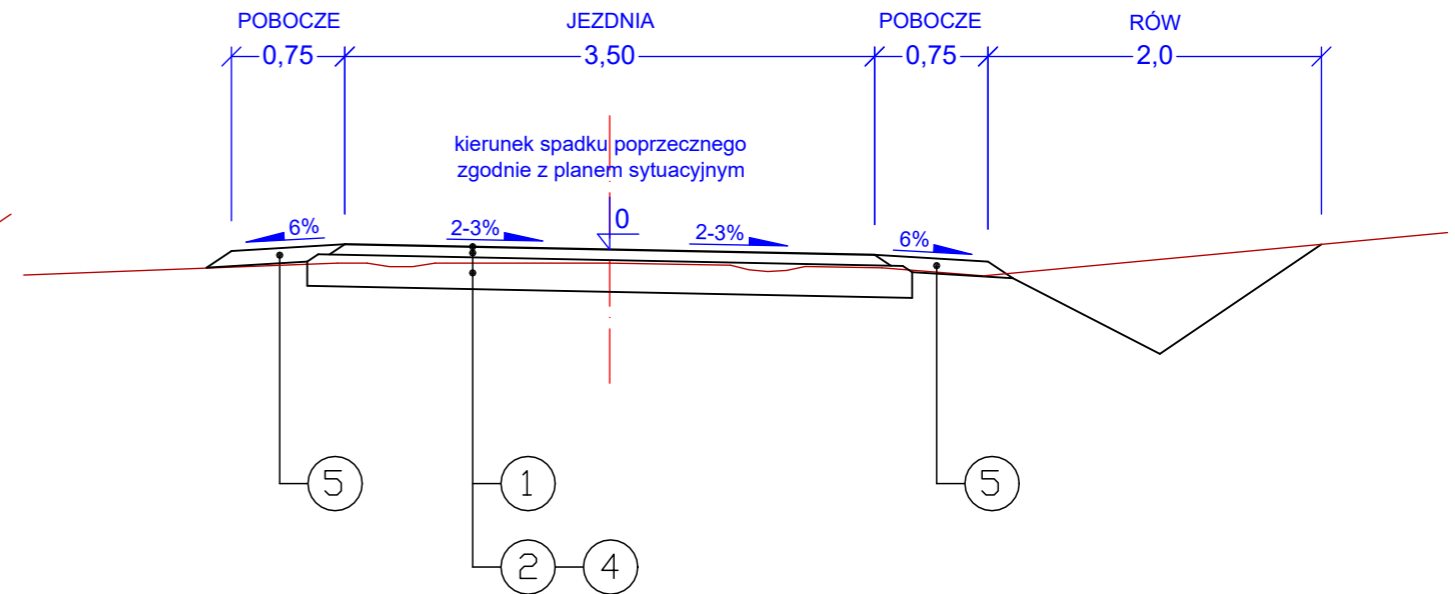 POBOCZE JEZDNIA POBOCZE RÓW
0,75 3,50 0,75 2,0
kierunek spadku poprzecznego
zgodnie z planem sytuacyjnym
0
6% 2-3% 2-3% 6%
5 1 5
2 4